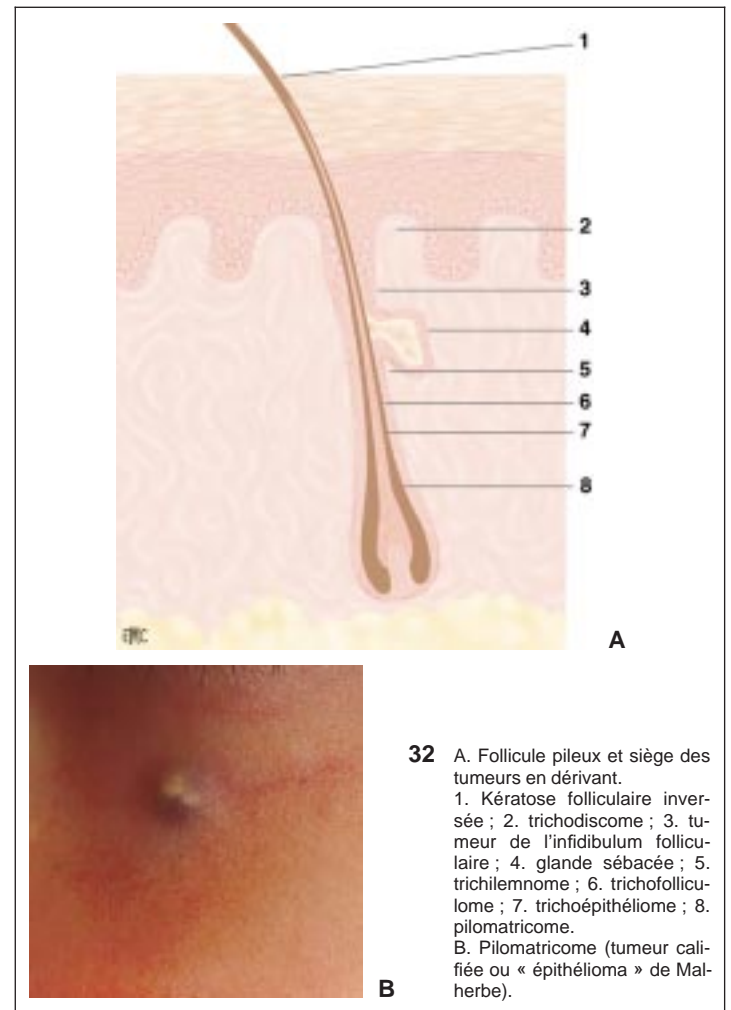 1
2
3
4
5
6
7
8
EMC
A
B
32 A. Follicule pileux et siège des
tumeurs en dérivant.
1. Kératose folliculaire inver-
sée ; 2. trichodiscome ; 3. tu-
meur de l'infidibulum follicu-
laire ; 4. glande sébacée ; 5.
trichilemnome ; 6. trichofollicu-
lome ; 7. trichoépithéliome ; 8.
pilomatricome.
B. Pilomatricome (tumeur cali-
fiée ou « épithélioma » de Mal-
herbe).